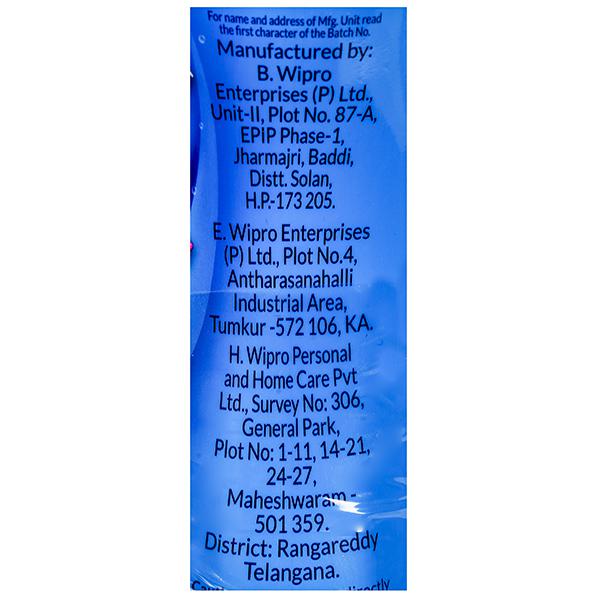 For name and address of Mfg. Unit read
the first character of the Batch No.
Manufactured by:
B. Wipro
Enterprises (P) Ltd.,
Unit-II, Plot No. 87-A,
EPIP Phase-1,
Jharmajri, Baddi,
Distt. Solan,
H.P.-173 205.
E. Wipro Enterprises
(P) Ltd., Plot No.4,
Antharasanahalli
Industrial Area,
Tumkur -572 106, KA.
H. Wipro Personal
and Home Care Pvt
Ltd., Survey No: 306,
General Park,
Plot No: 1-11, 14-21,
24-27,
Maheshwaram -
501 359.
District: Rangareddy
Telangana.
directly